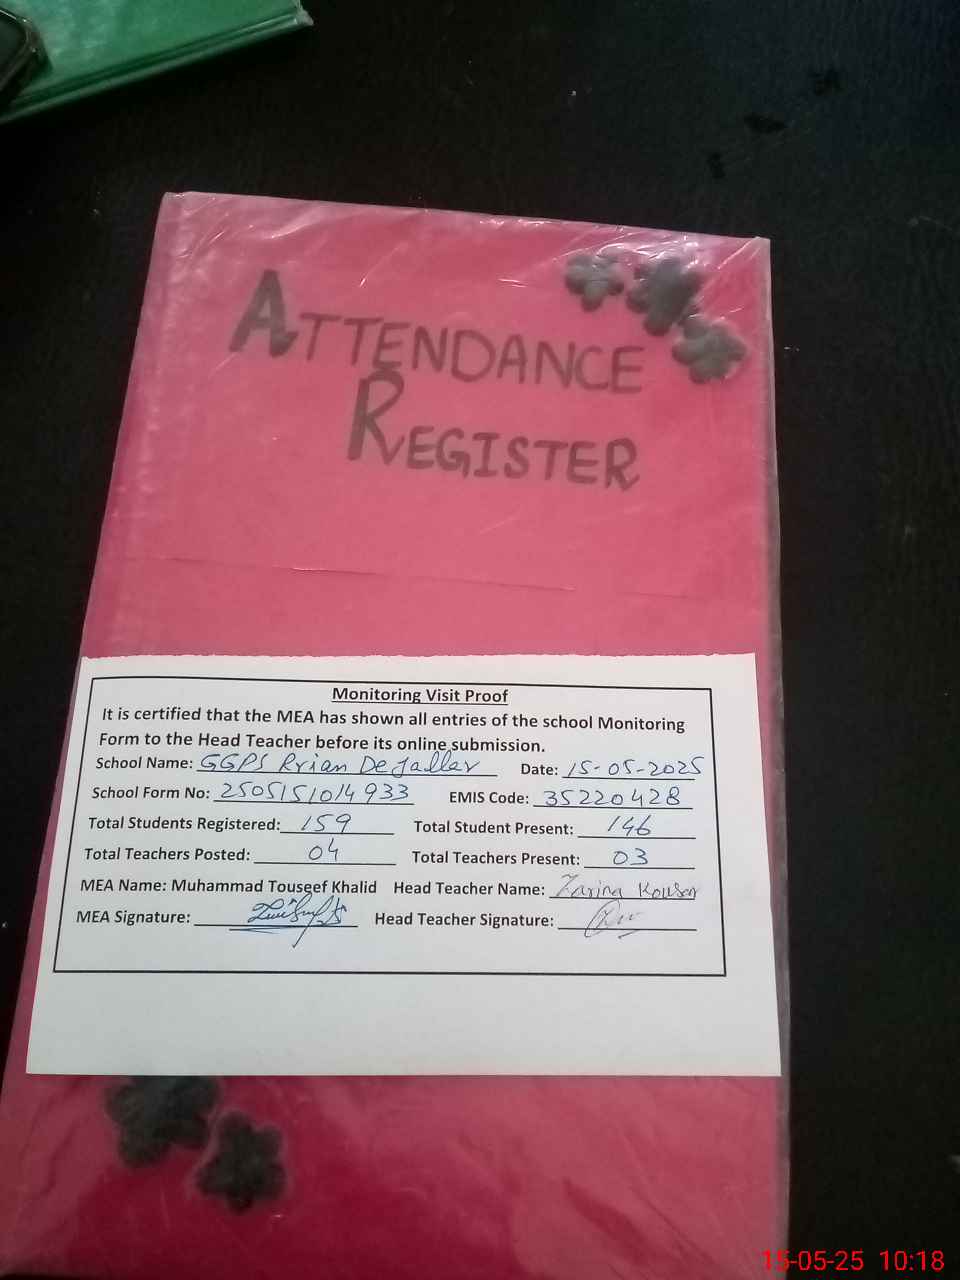 ATTENDANCE
REGISTER
Monitoring Visit Proof
It is certified that the MEA has shown all entries of the school Monitoring
Form to the Head Teacher before its online submission.
School Name: GGPS Date: 15-05-2025
School Form No: 2505151014933 EMIS Code: 35220428
Total Students Registered: 159 Total Student Present: 146
Total Teachers Posted: 04 Total Teachers Present: 03
MEA Name: Muhammad Touseef Khalid Head Teacher Name: Zarina Kousar
MEA Signature: Head Teacher Signature:
15-05-25 10:18